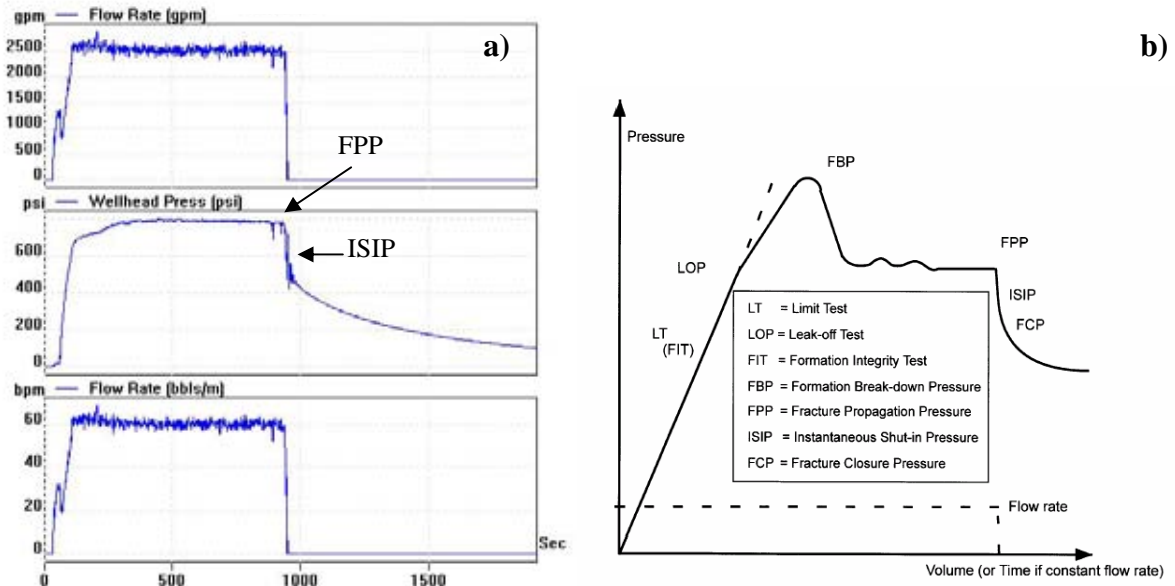 a)
gpm — Flow Rate (gpm)
2500
2000
1500
1000
500
0
FPP
psi — Wellhead Press (psi)
600
400
200
0
ISIP
bpm — Flow Rate (bbls/m)
60
40
20
0
Sec
0 500 1000 1500
b)
Pressure
FBP
LOP
LT
(FIT)
FPP
ISIP
FCP
LT = Limit Test
LOP = Leak-off Test
FIT = Formation Integrity Test
FBP = Formation Break-down Pressure
FPP = Fracture Propagation Pressure
ISIP = Instantaneous Shut-in Pressure
FCP = Fracture Closure Pressure
Flow rate
Volume (or Time if constant flow rate)